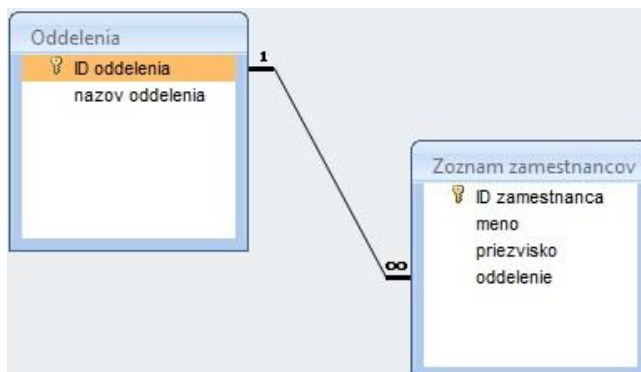 Oddelenia
ID oddelenia
nazov oddelenia
1
∞
Zoznam zamestnancov
ID zamestnanca
meno
priezvisko
oddelenie